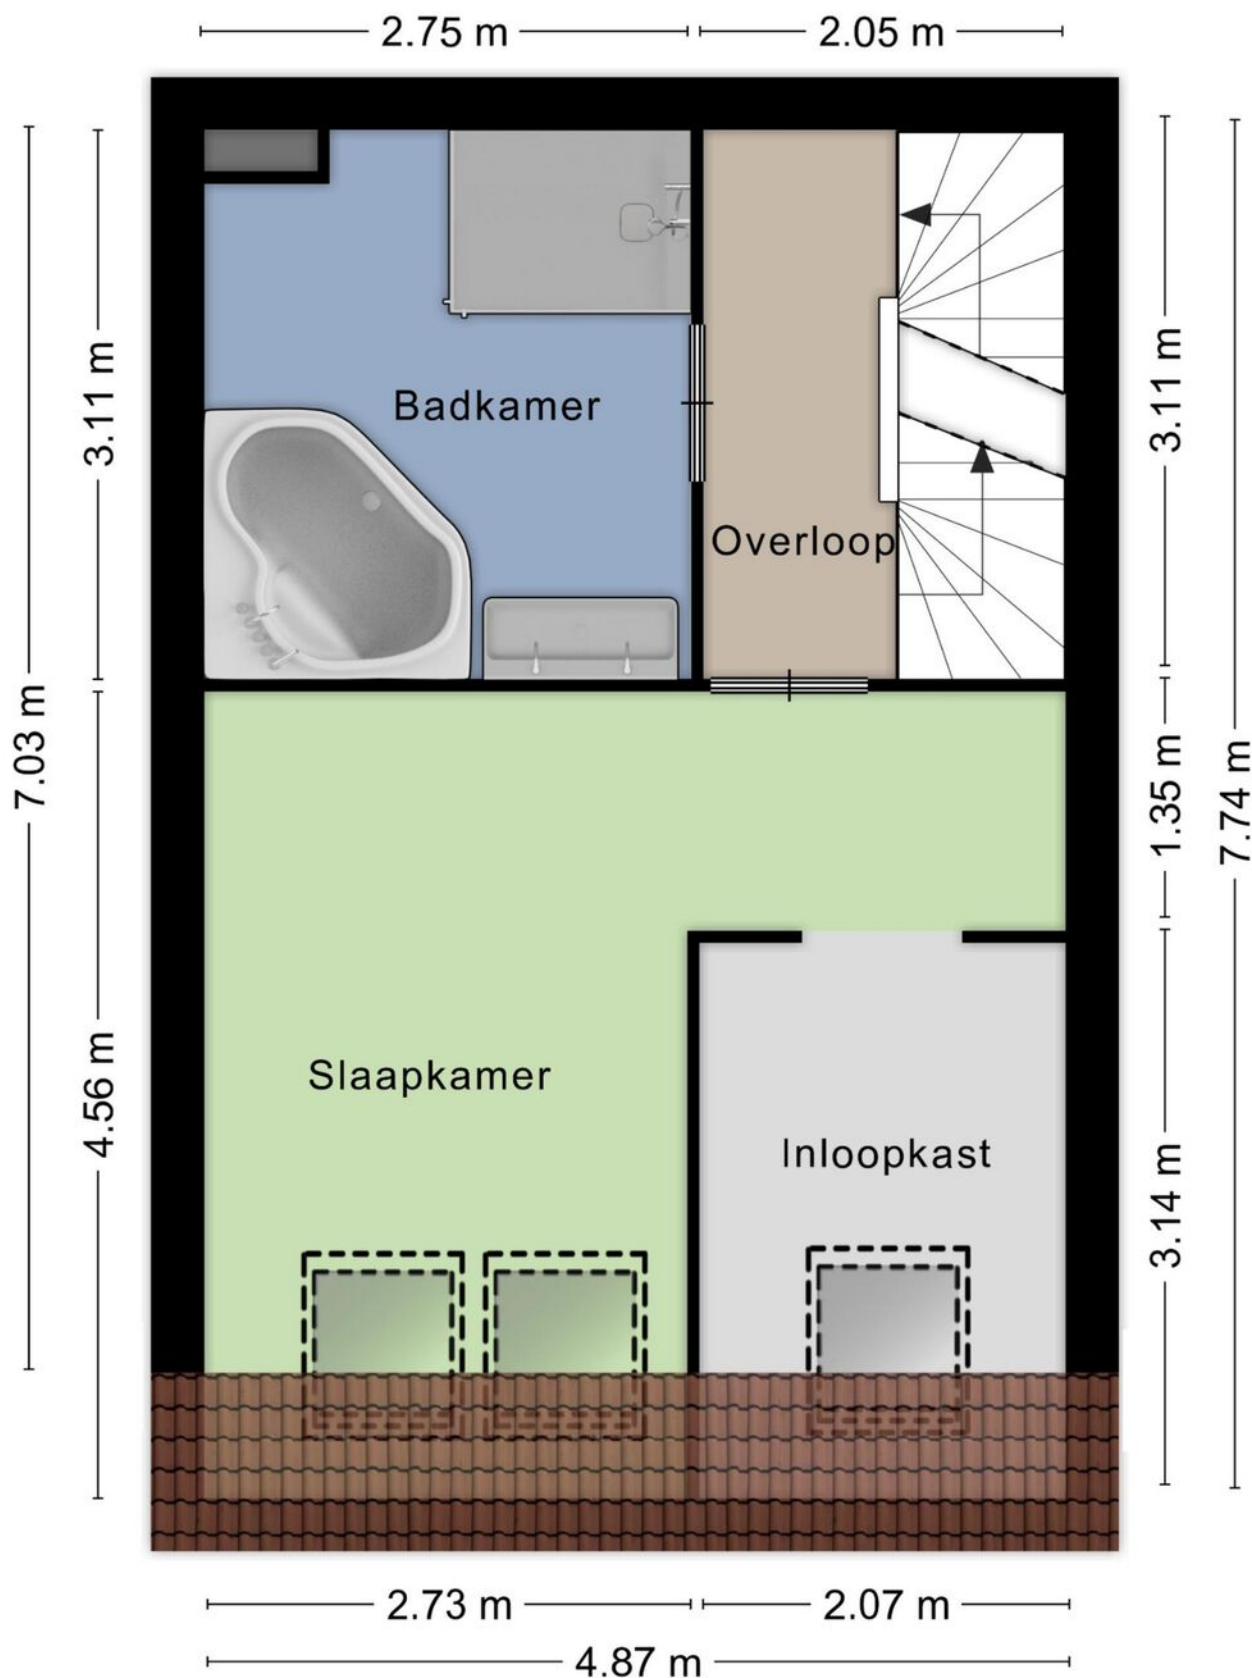 2.75 m
2.05 m
3.11 m
3.11 m
Badkamer
Overloop
7.03 m
1.35 m
7.74 m
4.56 m
Slaapkamer
Inloopkast
3.14 m
2.73 m
2.07 m
4.87 m